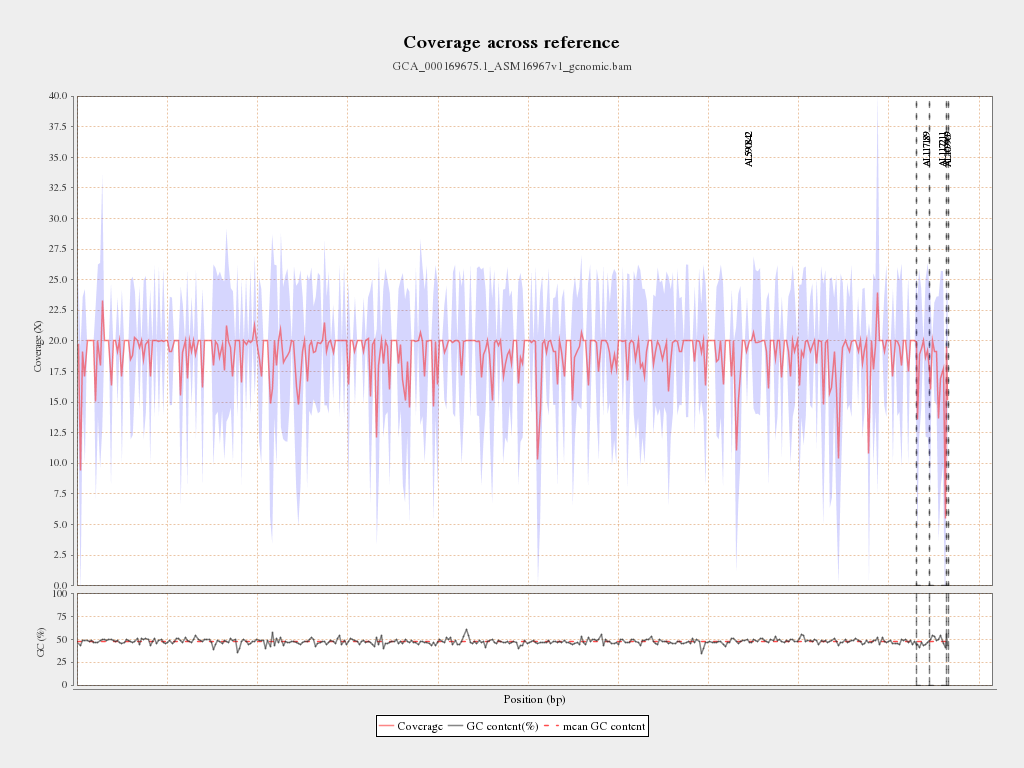 Coverage across reference
GCA_000169675.1_ASM16967v1_genomic.bam
40.0
37.5
35.0
32.5
30.0
27.5
25.0
22.5
20.0
17.5
15.0
12.5
10.0
7.5
5.0
2.5
0.0
Coverage (X)
AL590842
AL117189
AL117211
100
75
50
25
0
GC (%)
Position (bp)
Coverage GC content(%) mean GC content